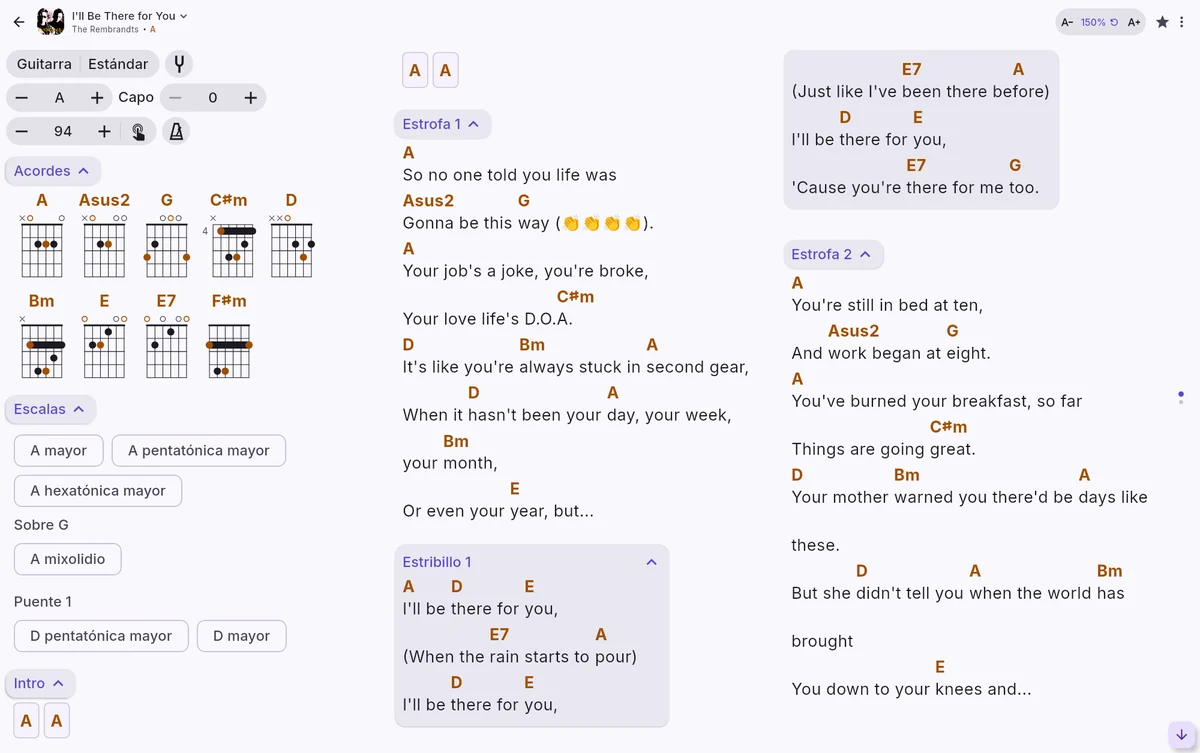 I'll Be There for You
The Rembrandts • A
A- 150% A+
Guitarra Estándar
− A + Capo − 0 +
− 94 +
Acordes
A Asus2 G C#m D
4
Bm E E7 F#m
Escalas
A mayor A pentatónica mayor
A hexatónica mayor
Sobre G
A mixolidio
Puente 1
D pentatónica mayor D mayor
Intro
A A
A A
Estrofa 1
A
So no one told you life was
Asus2 G
Gonna be this way (👏👏👏👏).
A
Your job's a joke, you're broke,
C#m
Your love life's D.O.A.
D Bm A
It's like you're always stuck in second gear,
D A
When it hasn't been your day, your week,
Bm
your month,
E
Or even your year, but...
Estribillo 1
A D E
I'll be there for you,
E7 A
(When the rain starts to pour)
D E
I'll be there for you,
E7 A
(Just like I've been there before)
D E
I'll be there for you,
E7 G
'Cause you're there for me too.
Estrofa 2
A
You're still in bed at ten,
Asus2 G
And work began at eight.
A
You've burned your breakfast, so far
C#m
Things are going great.
D Bm A
Your mother warned you there'd be days like
these.
D A Bm
But she didn't tell you when the world has
brought
E
You down to your knees and...